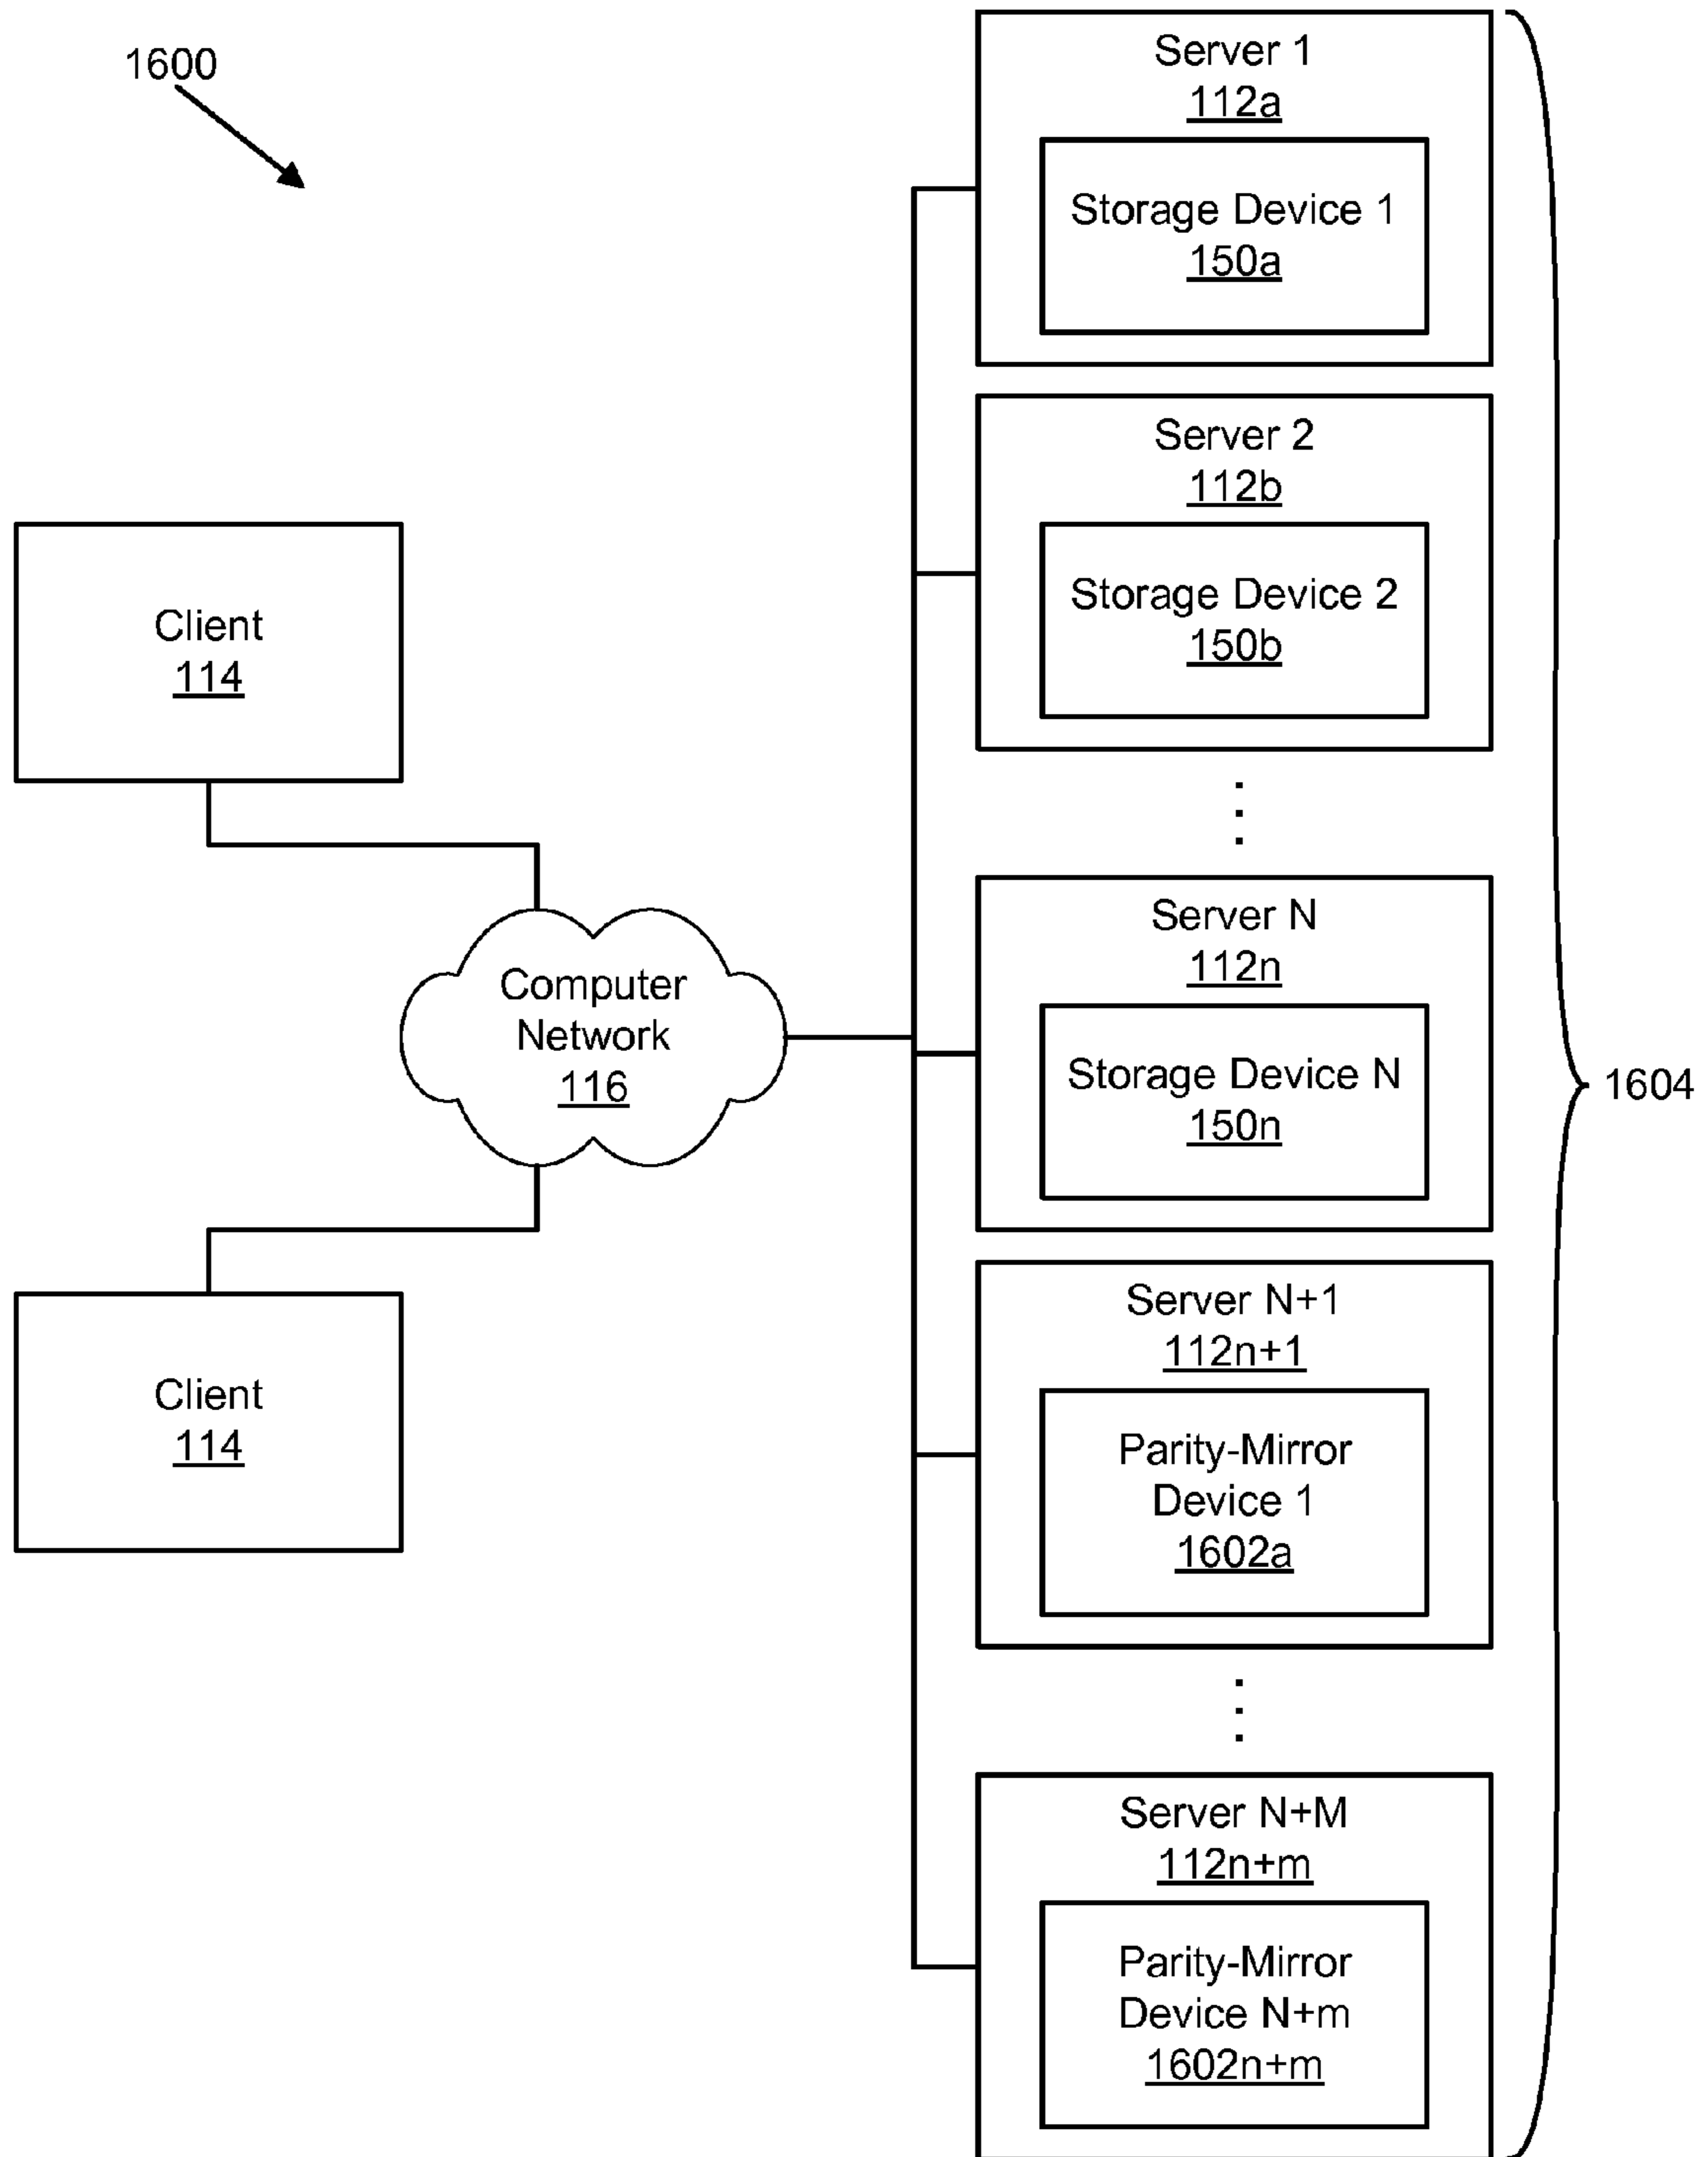 1600
Server 1
112a
Storage Device 1
150a
Server 2
112b
Storage Device 2
150b
Client
114
Server N
112n
Storage Device N
150n
Computer
Network
116
1604
Server N+1
112n+1
Parity-Mirror
Device 1
1602a
Client
114
Server N+M
112n+m
Parity-Mirror
Device N+m
1602n+m